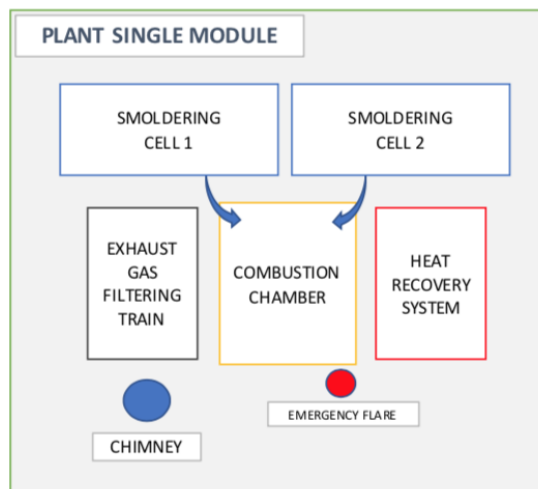 PLANT SINGLE MODULE
SMOLDERING
CELL 1
SMOLDERING
CELL 2
EXHAUST
GAS
FILTERING
TRAIN
COMBUSTION
CHAMBER
HEAT
RECOVERY
SYSTEM
EMERGENCY FLARE
CHIMNEY